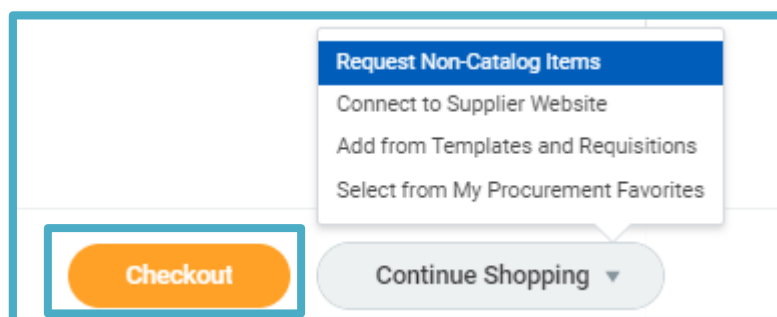 Request Non-Catalog Items
Connect to Supplier Website
Add from Templates and Requisitions
Select from My Procurement Favorites
Checkout
Continue Shopping